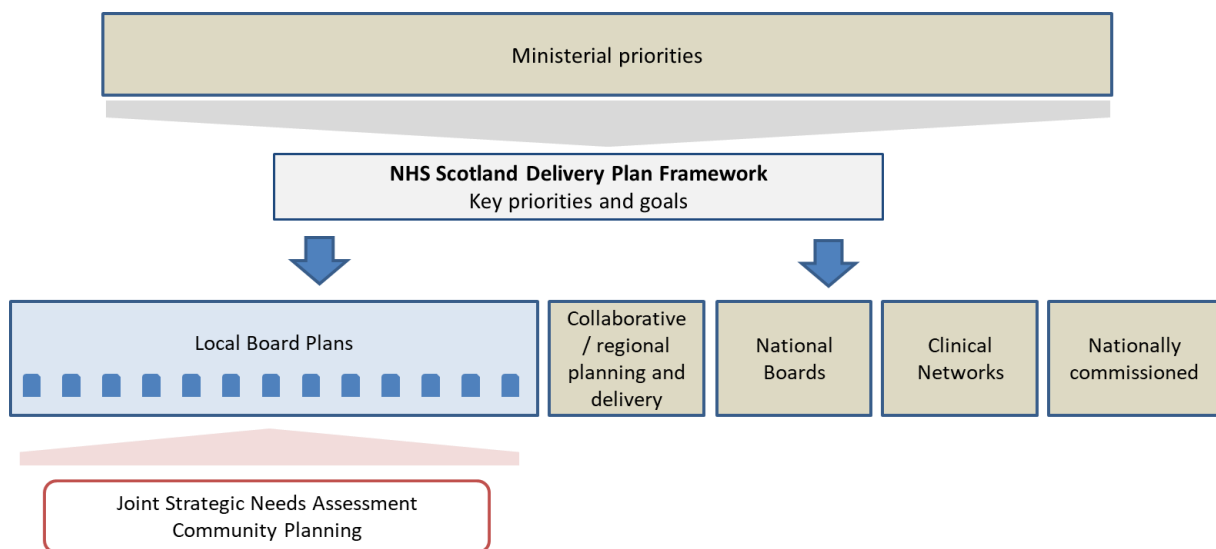 Ministerial priorities
NHS Scotland Delivery Plan Framework
Key priorities and goals
Local Board Plans
Collaborative
/ regional
planning and
delivery
National
Boards
Clinical
Networks
Nationally
commissioned
Joint Strategic Needs Assessment
Community Planning